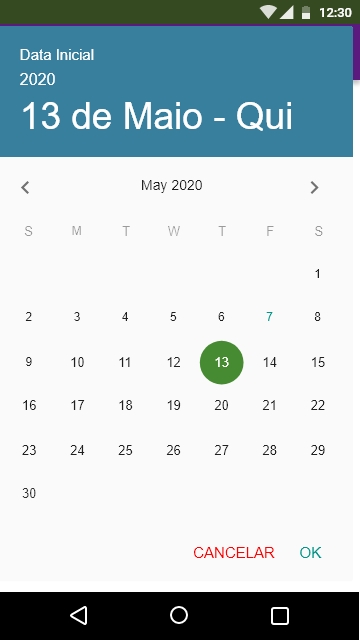 12:30
Data Inicial
2020
13 de Maio - Qui
May 2020
S M T W T F S
1
2 3 4 5 6 7 8
9 10 11 12 13 14 15
16 17 18 19 20 21 22
23 24 25 26 27 28 29
30
CANCELAR OK